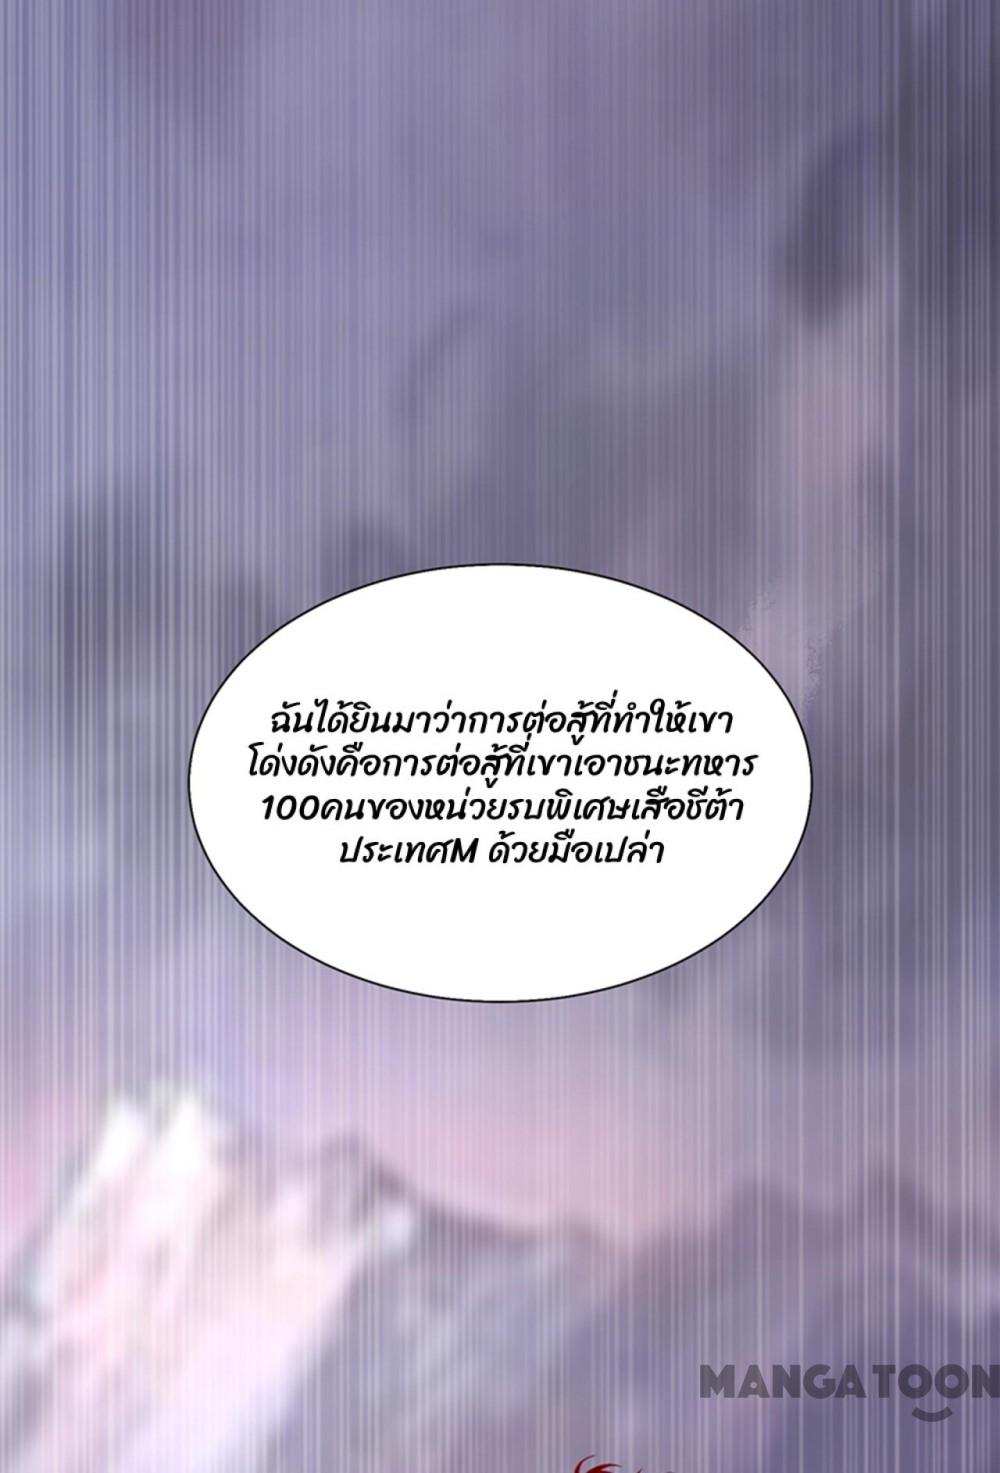 ฉันได้ยินมาว่าการต่อสู้ที่ทำให้เขา
โด่งดังคือการต่อสู้ที่เขาเอาชนะทหาร
100คนของหน่วยรบพิเศษเสือชีต้า
ประเทศM ด้วยมือเปล่า
MANGATOON